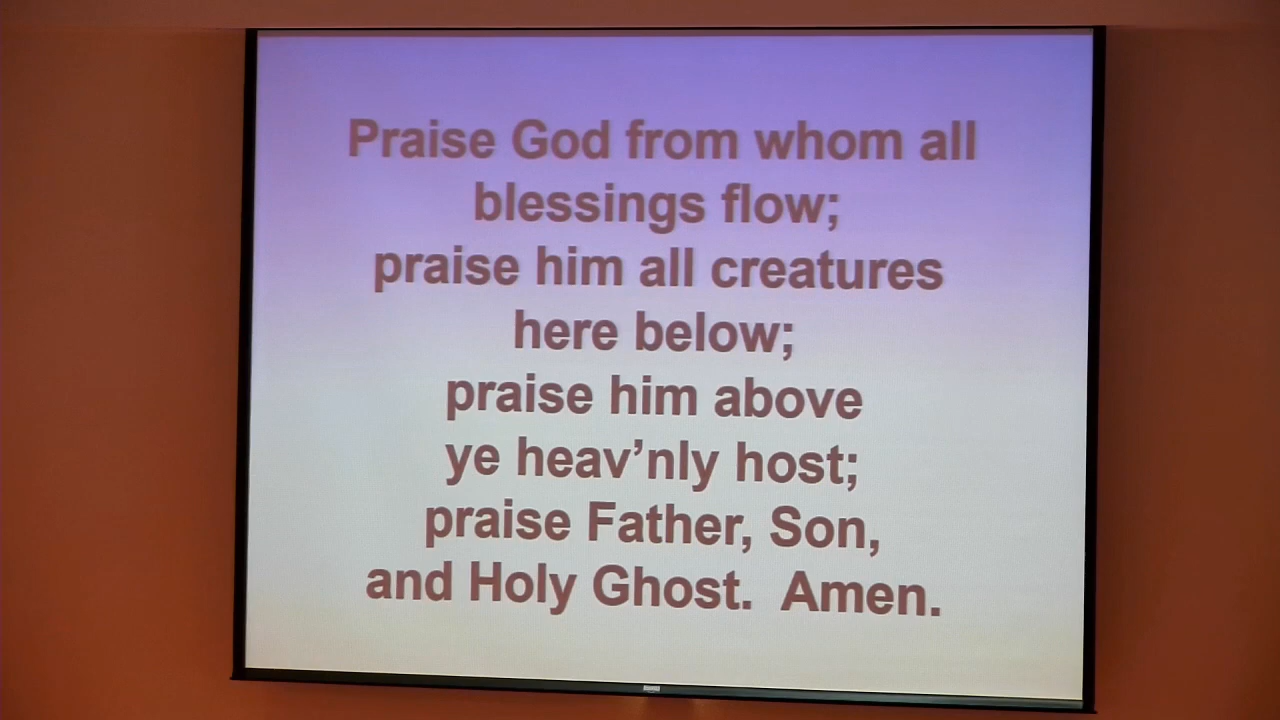 Praise God from whom all
blessings flow;
praise him all creatures
here below;
praise him above
ye heav’nly host;
praise Father, Son,
and Holy Ghost.  Amen.